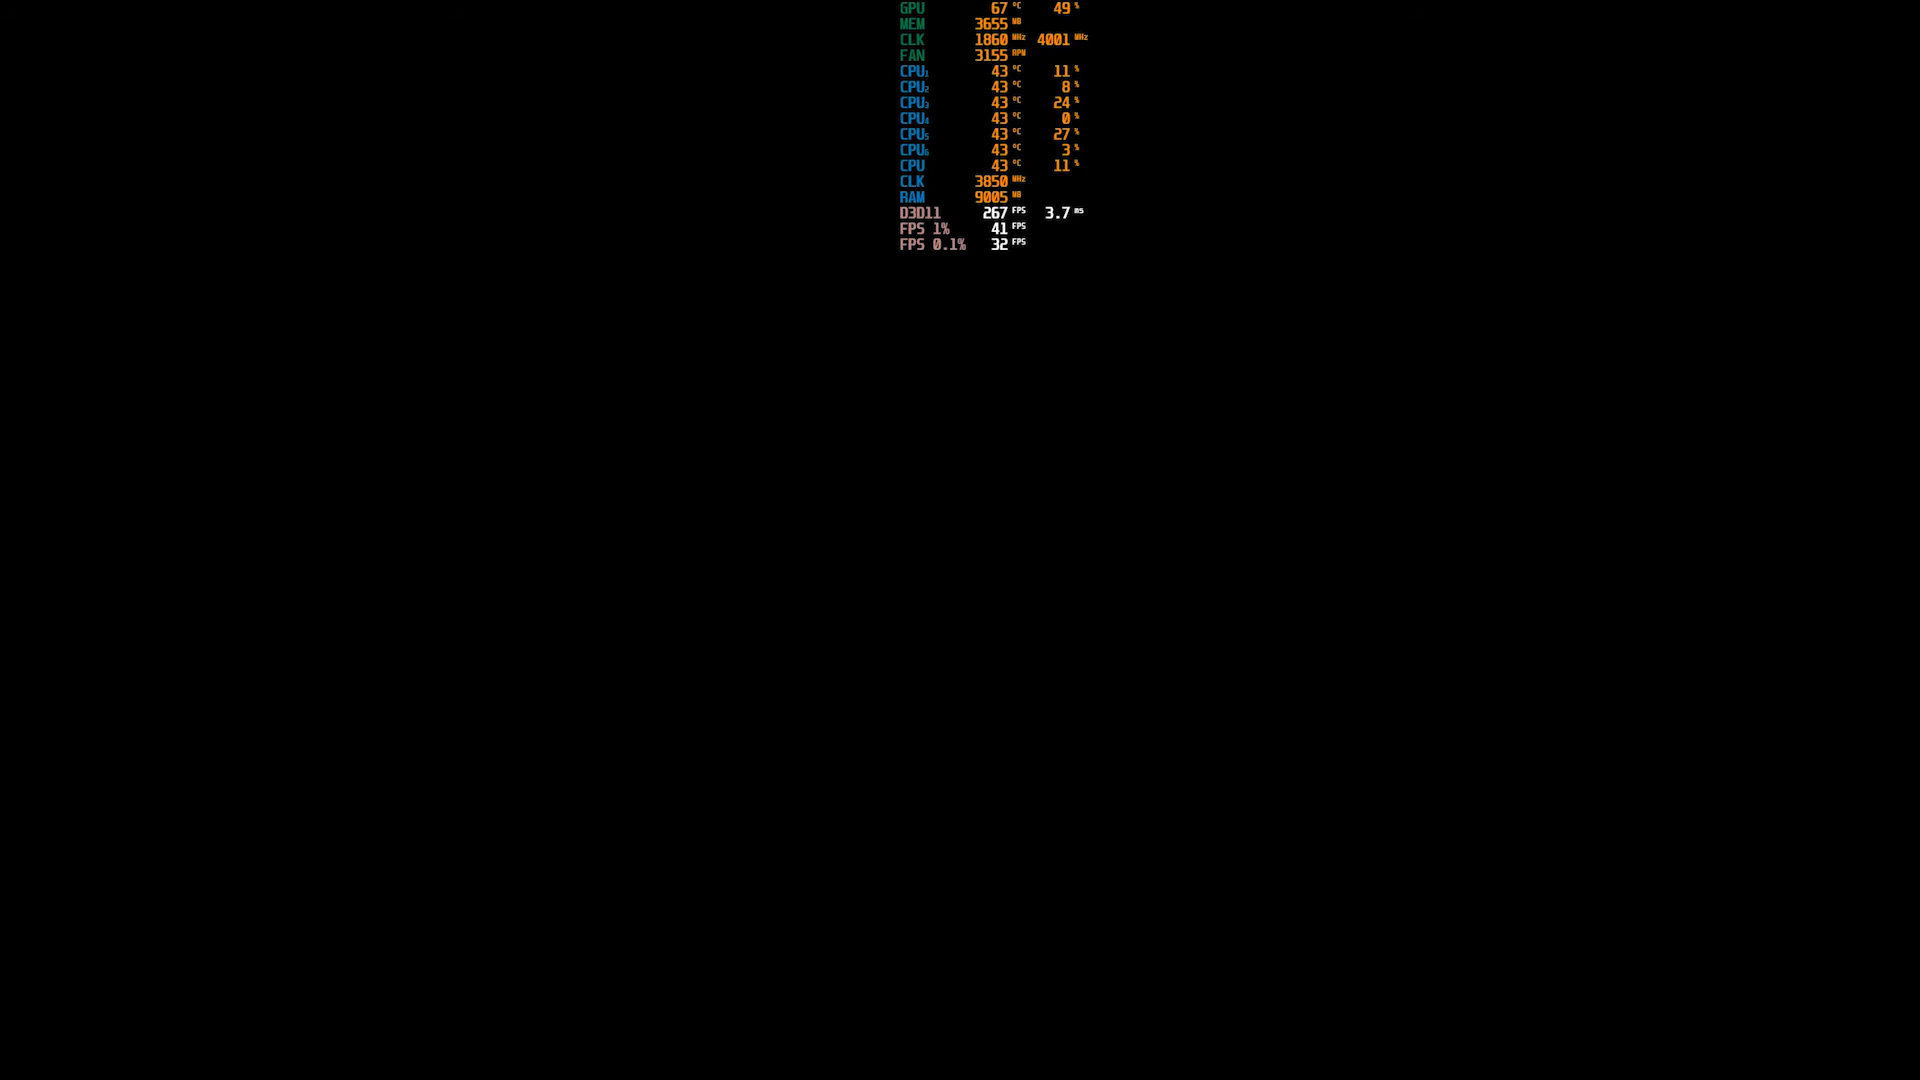 GPU 67 °C 49 %
MEM 3655 MB
CLK 1860 MHz 4001 MHz
FAN 3155 RPM
CPU1 43 °C 11 %
CPU2 43 °C 8 %
CPU3 43 °C 24 %
CPU4 43 °C 0 %
CPU5 43 °C 27 %
CPU6 43 °C 3 %
CPU 43 °C 11 %
CLK 3850 MHz
RAM 9005 MB
D3D11 267 FPS 3.7 ms
FPS 1% 41 FPS
FPS 0.1% 32 FPS